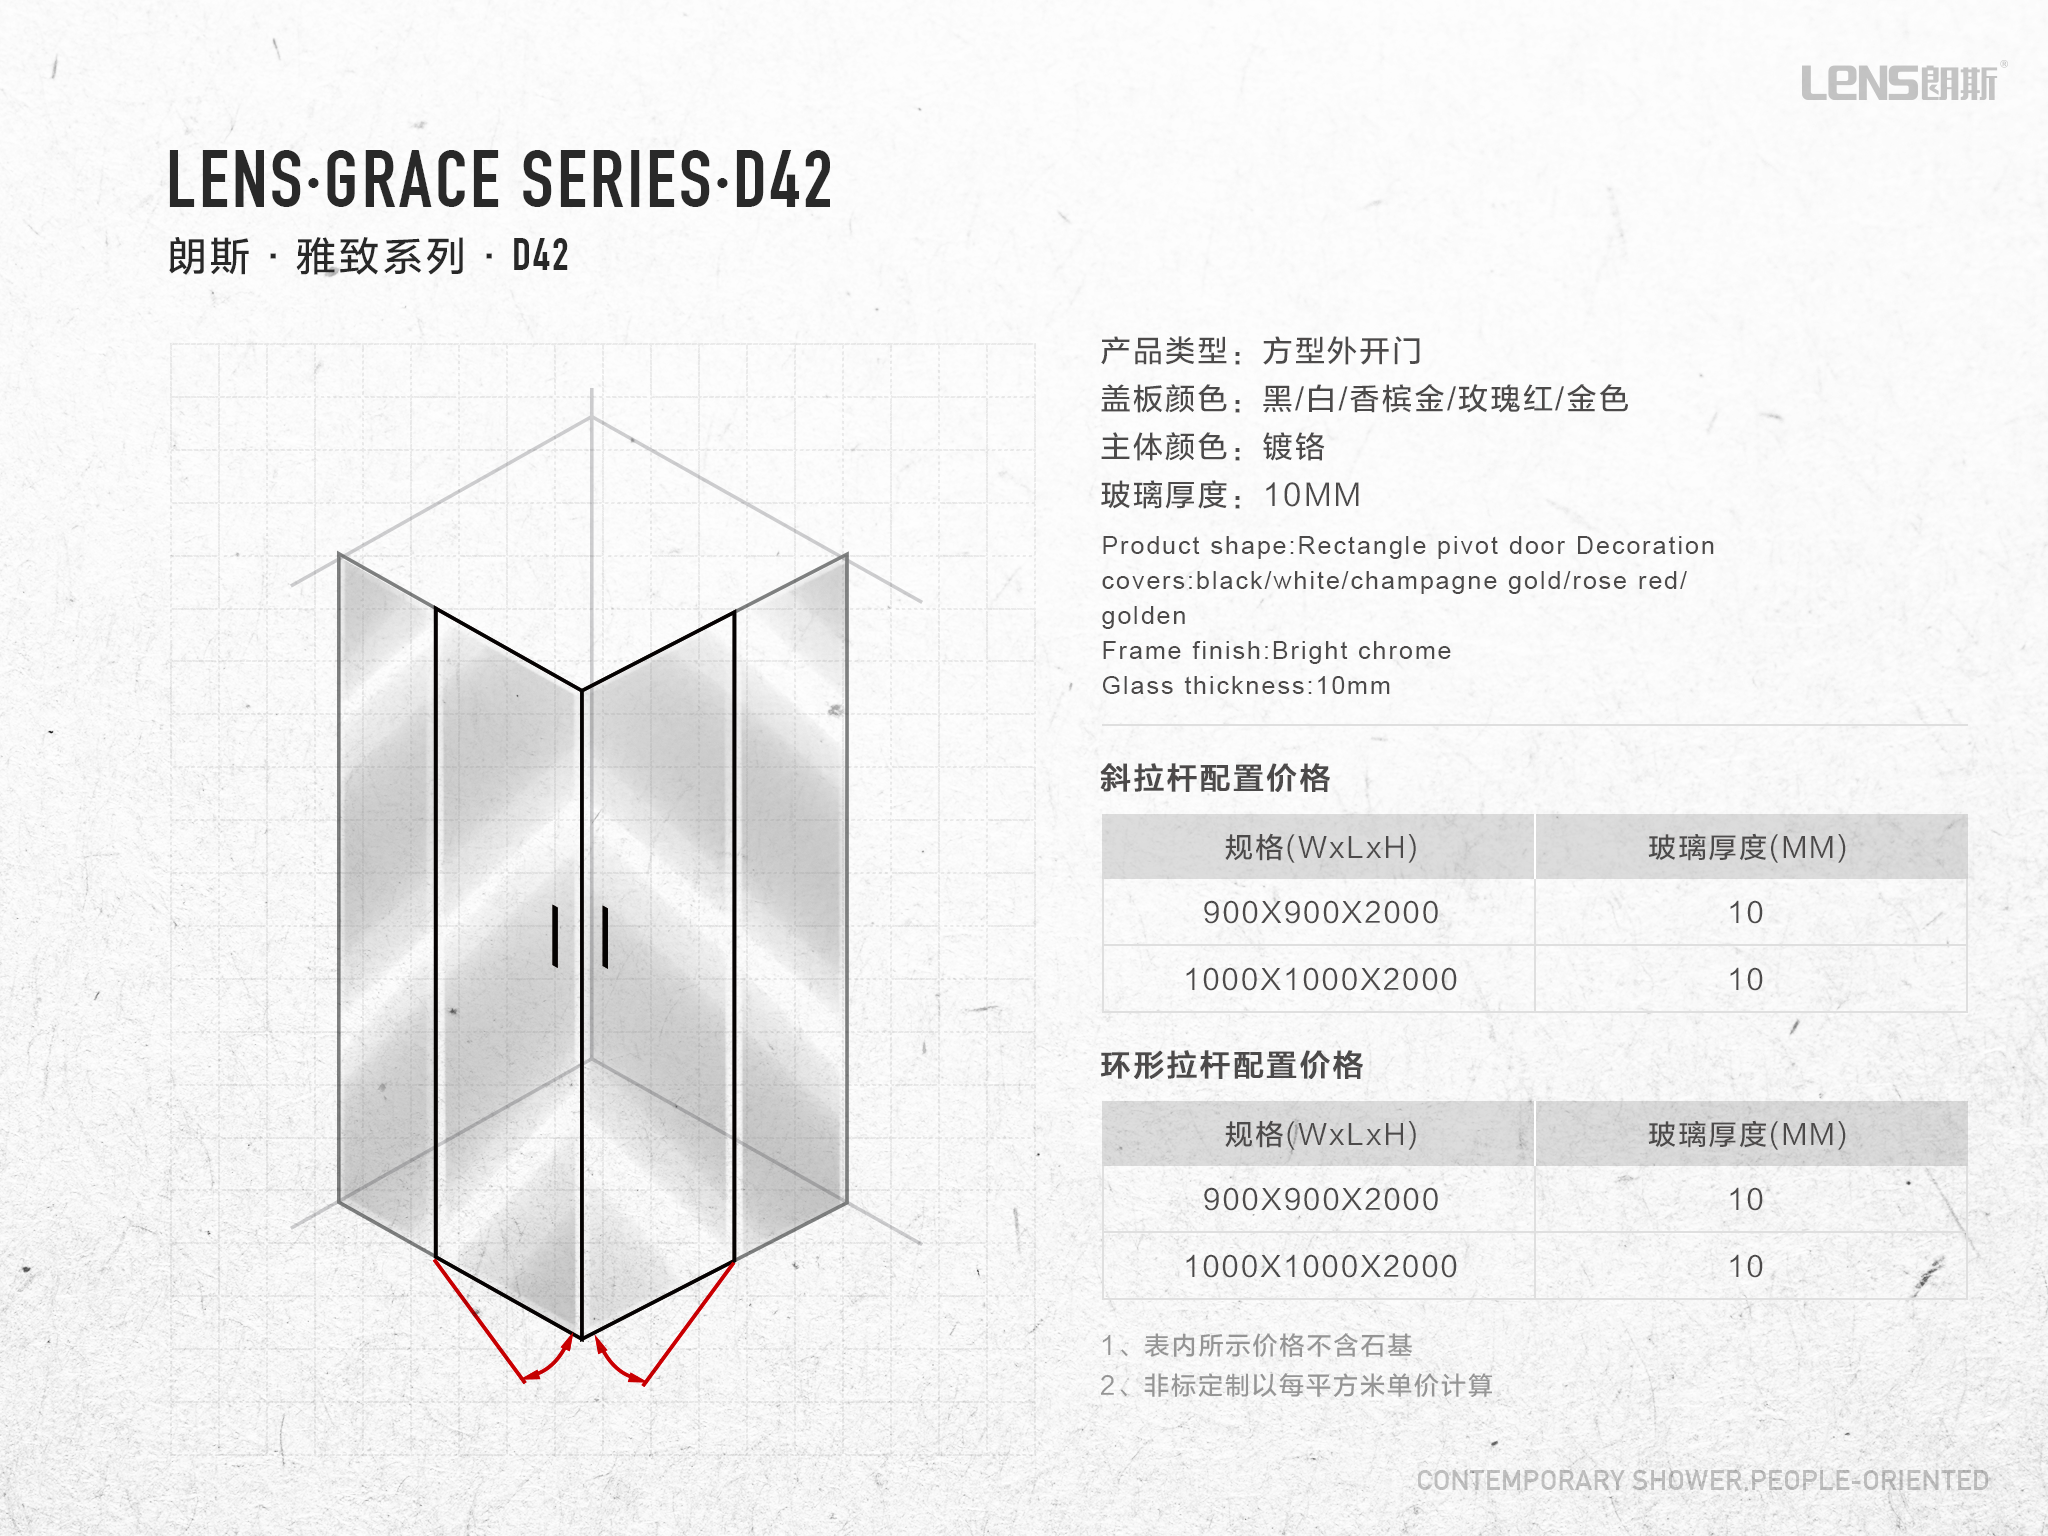 LENS朗斯®
LENS·GRACE SERIES·D42
朗斯 · 雅致系列 · D42
产品类型：方型外开门
盖板颜色：黑/白/香槟金/玫瑰红/金色
主体颜色：镀铬
玻璃厚度：10MM
Product shape:Rectangle pivot door Decoration
covers:black/white/champagne gold/rose red/
golden
Frame finish:Bright chrome
Glass thickness:10mm
斜拉杆配置价格
规格(WxLxH) 玻璃厚度(MM)
900X900X2000 10
1000X1000X2000 10
环形拉杆配置价格
规格(WxLxH) 玻璃厚度(MM)
900X900X2000 10
1000X1000X2000 10
1、表内所示价格不含石基
2、非标定制以每平方米单价计算
CONTEMPORARY SHOWER,PEOPLE-ORIENTED